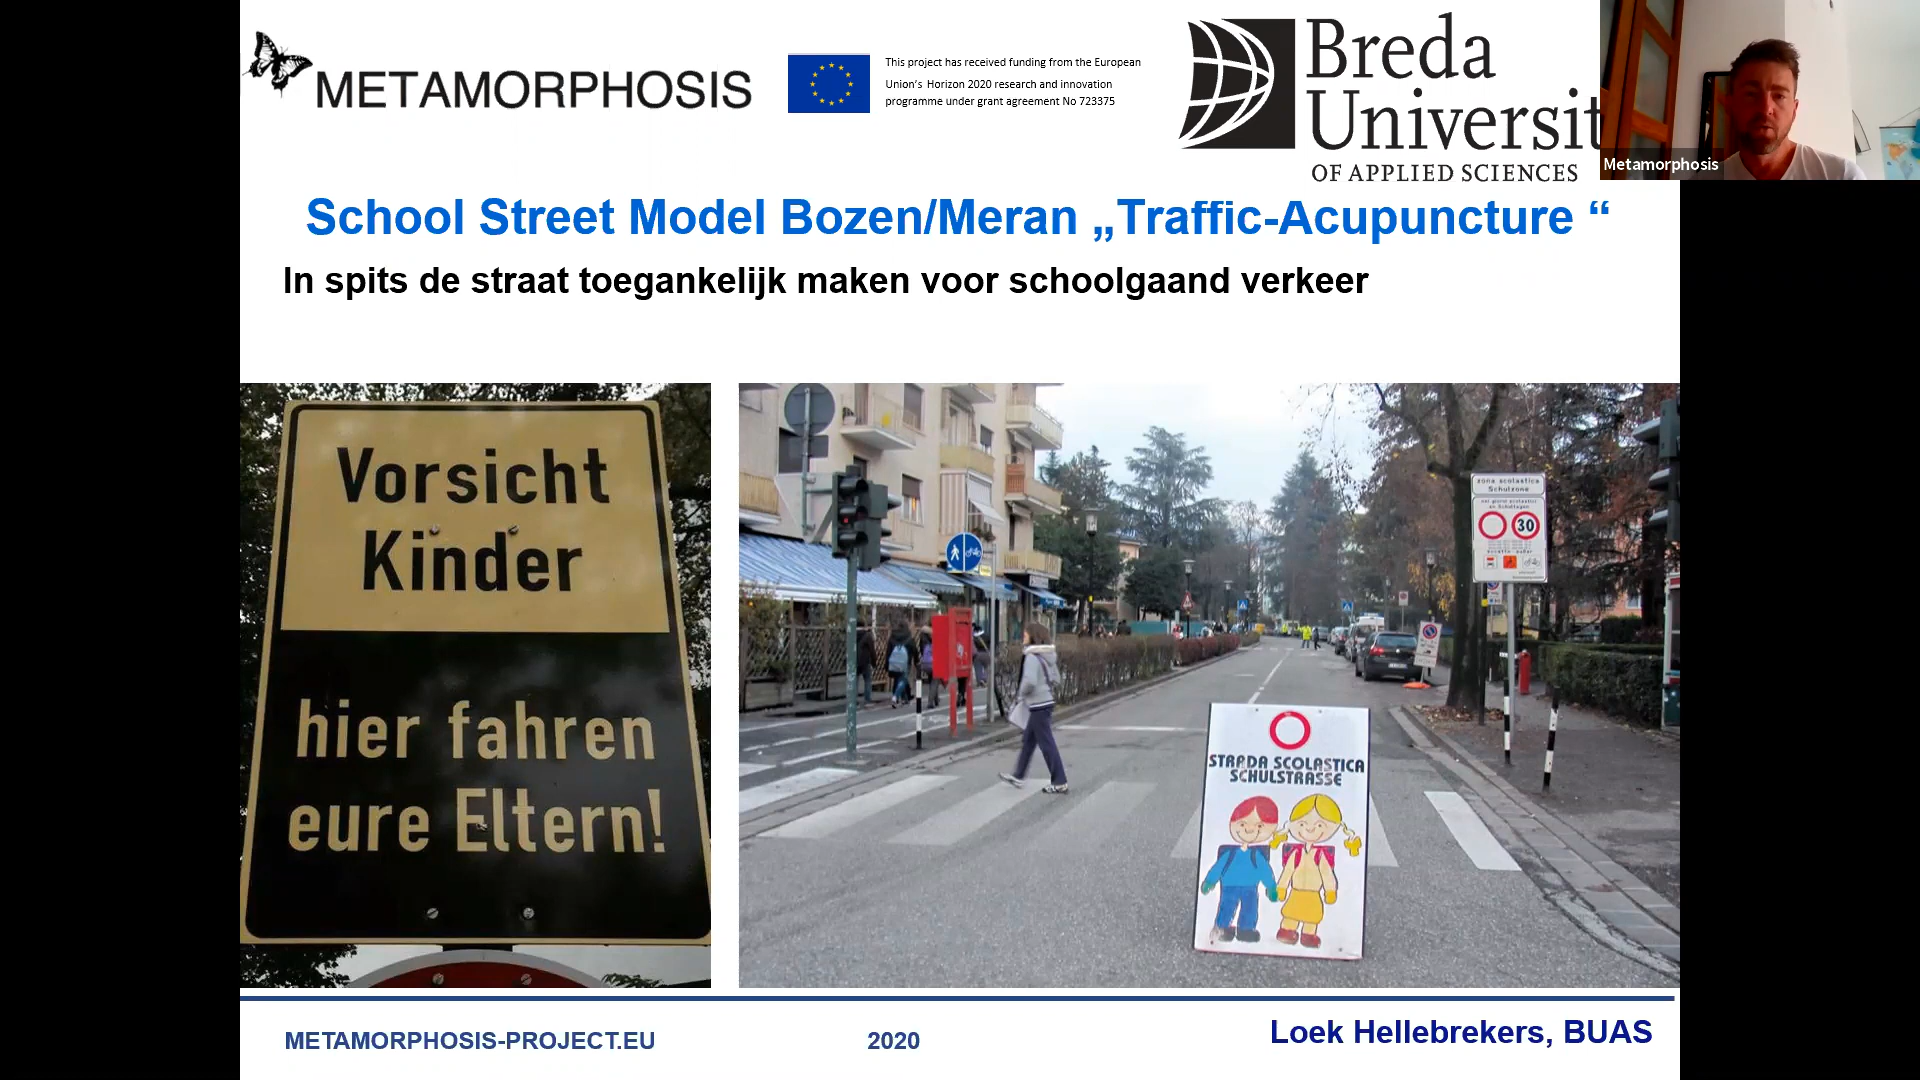 METAMORPHOSIS
This project has received funding from the European
Union's Horizon 2020 research and innovation
programme under grant agreement No 723375
Breda
Universit
OF APPLIED SCIENCES
Metamorphosis
School Street Model Bozen/Meran „Traffic-Acupuncture “
In spits de straat toegankelijk maken voor schoolgaand verkeer
Vorsicht
Kinder
hier fahren
eure Eltern!
zona scolastica
Schulzone
30
STRADA SCOLASTICA
SCHULSTRASSE
METAMORPHOSIS-PROJECT.EU
2020
Loek Hellebrekers, BUAS